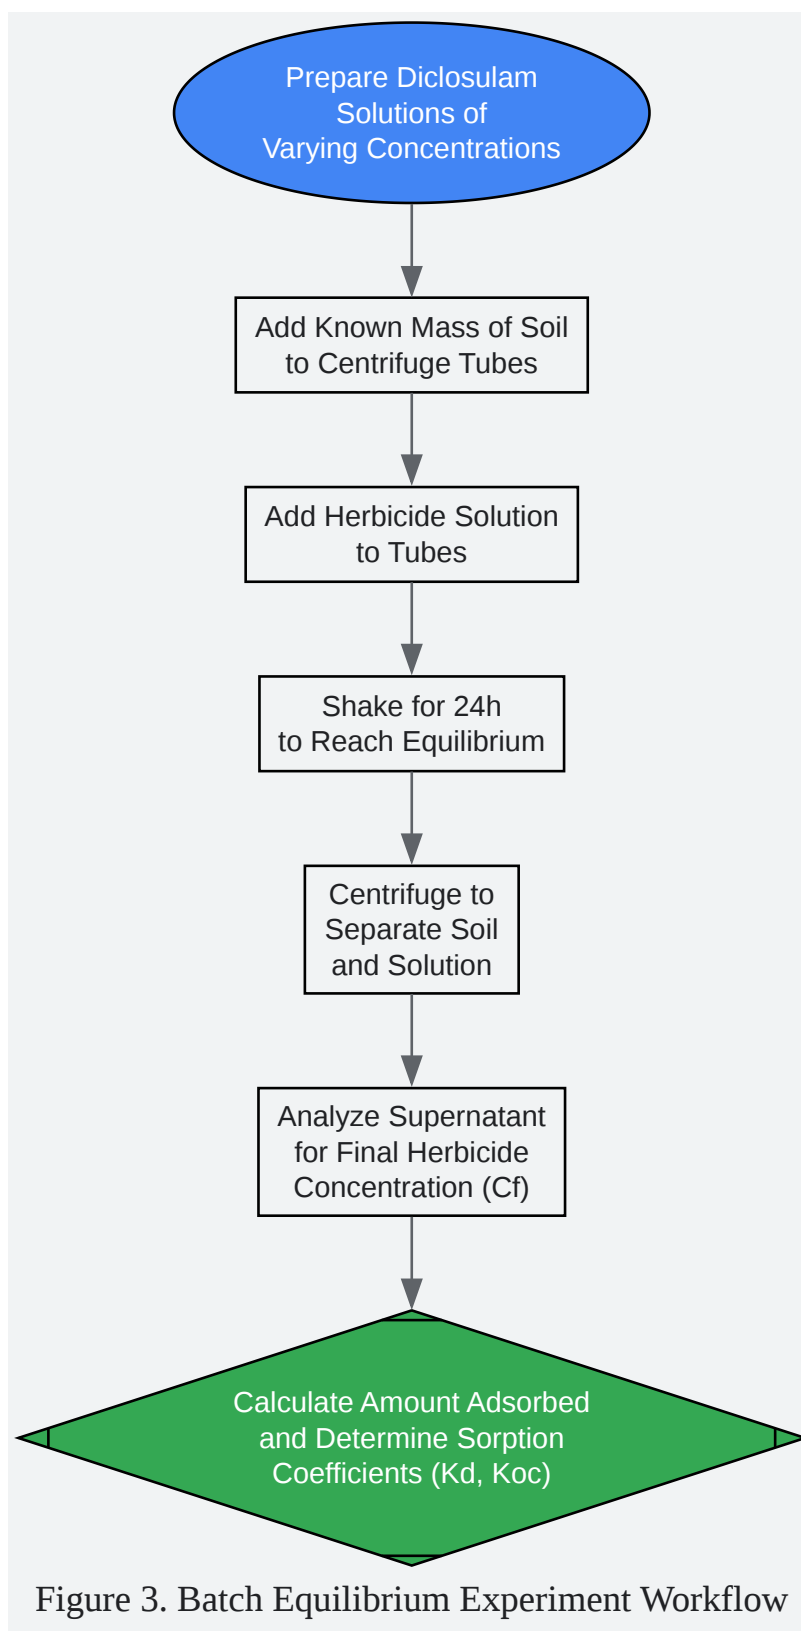 Prepare Diclosulam
Solutions of
Varying Concentrations
Add Known Mass of Soil
to Centrifuge Tubes
Add Herbicide Solution
to Tubes
Shake for 24h
to Reach Equilibrium
Centrifuge to
Separate Soil
and Solution
Analyze Supernatant
for Final Herbicide
Concentration (Cf)
Calculate Amount Adsorbed
and Determine Sorption
Coefficients (Kd, Koc)
Figure 3. Batch Equilibrium Experiment Workflow